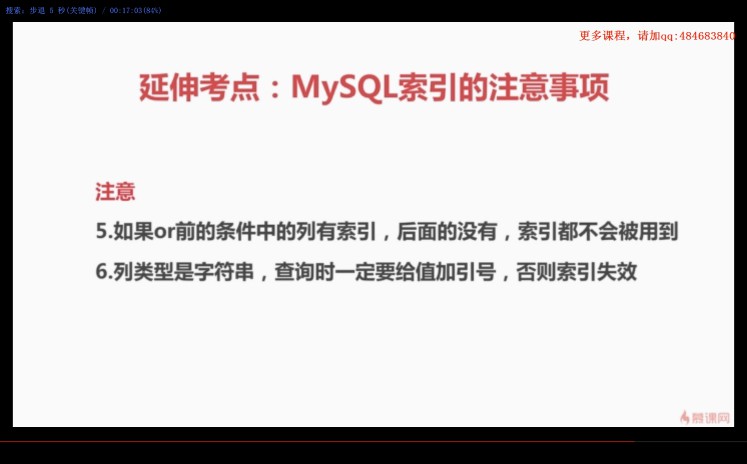 搜索: 步退 5 秒(关键帧) / 00:17:03(84%)
更多课程，请加qq:484683840
延伸考点：MySQL索引的注意事项
注意
5.如果or前的条件中的列有索引，后面的没有，索引都不会被用到
6.列类型是字符串，查询时一定要给值加引号，否则索引失效
慕课网